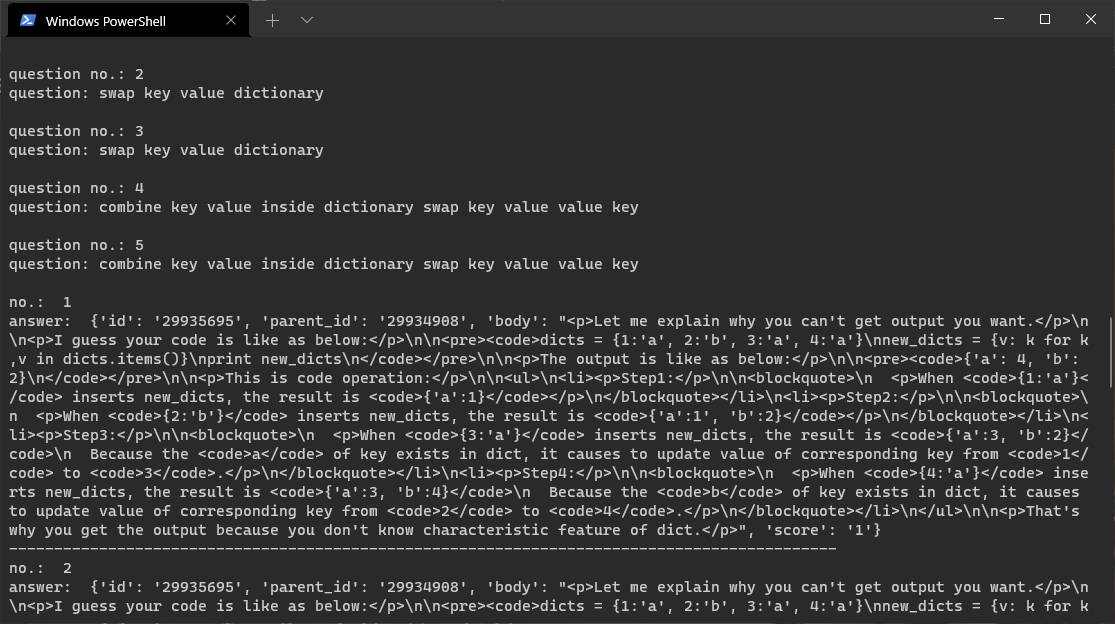 Windows PowerShell
question no.: 2
question: swap key value dictionary
question no.: 3
question: swap key value dictionary
question no.: 4
question: combine key value inside dictionary swap key value value key
question no.: 5
question: combine key value inside dictionary swap key value value key
no.:  1
answer:  {'id': '29935695', 'parent_id': '29934908', 'body': "<p>Let me explain why you can't get output you want.</p>\n
\n<p>I guess your code is like as below:</p>\n\n<pre><code>dicts = {1:'a', 2:'b', 3:'a', 4:'a'}\nnew_dicts = {v: k for k
,v in dicts.items()}\nprint new_dicts\n</code></pre>\n\n<p>The output is like as below:</p>\n\n<pre><code>{'a': 4, 'b':
2}\n</code></pre>\n\n<p>This is code operation:</p>\n\n<ul>\n<li><p>Step1:</p>\n\n<blockquote>\n  <p>When <code>{1:'a'}<
/code> inserts new_dicts, the result is <code>{'a':1}</code></p>\n</blockquote></li>\n<li><p>Step2:</p>\n\n<blockquote>\
n  <p>When <code>{2:'b'}</code> inserts new_dicts, the result is <code>{'a':1', 'b':2}</code></p>\n</blockquote></li>\n<
li><p>Step3:</p>\n\n<blockquote>\n  <p>When <code>{3:'a'}</code> inserts new_dicts, the result is <code>{'a':3, 'b':2}</
code>\n  Because the <code>a</code> of key exists in dict, it causes to update value of corresponding key from <code>1</
code> to <code>3</code>.</p>\n</blockquote></li>\n<li><p>Step4:</p>\n\n<blockquote>\n  <p>When <code>{4:'a'}</code> inse
rts new_dicts, the result is <code>{'a':3, 'b':4}</code>\n  Because the <code>b</code> of key exists in dict, it causes
to update value of corresponding key from <code>2</code> to <code>4</code>.</p>\n</blockquote></li>\n</ul>\n\n<p>That's
why you get the output because you don't know characteristic feature of dict.</p>", 'score': '1'}
--------------------------------------------------------------------------------------------
no.:  2
answer:  {'id': '29935695', 'parent_id': '29934908', 'body': "<p>Let me explain why you can't get output you want.</p>\n
\n<p>I guess your code is like as below:</p>\n\n<pre><code>dicts = {1:'a', 2:'b', 3:'a', 4:'a'}\nnew_dicts = {v: k for k